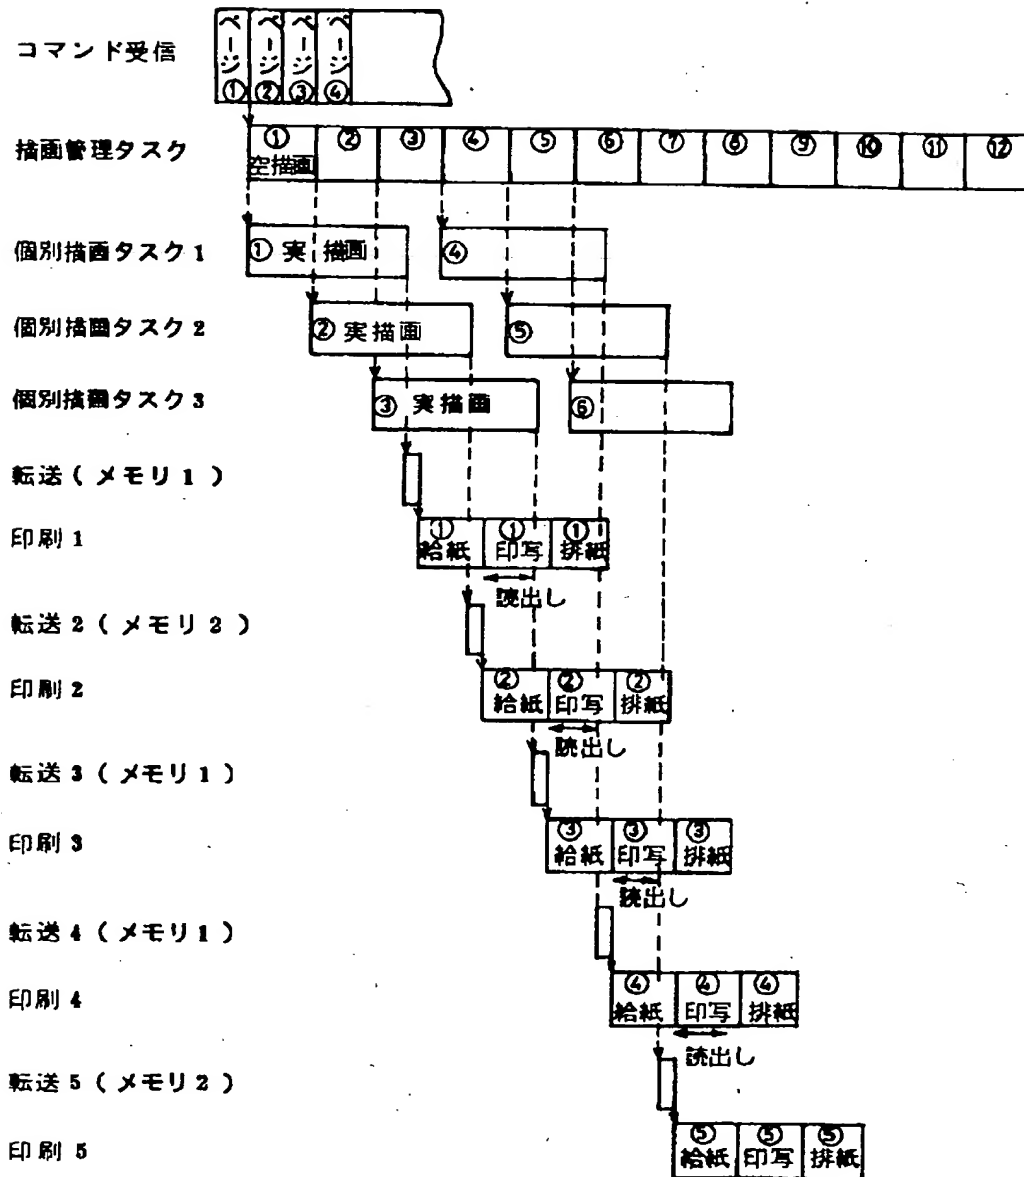 コマンド受信
ページ① ページ② ページ③ ページ④
描画管理タスク
① ② ③ ④ ⑤ ⑥ ⑦ ⑧ ⑨ ⑩ ⑪ ⑫
空描画
個別描画タスク1
① 実描画 ④
個別描画タスク2
② 実描画 ⑤
個別描画タスク3
③ 実描画 ⑥
転送(メモリ1)
印刷1
① ① ①
給紙 印写 排紙
読出し
転送2(メモリ2)
印刷2
② ② ②
給紙 印写 排紙
読出し
転送3(メモリ1)
印刷3
③ ③ ③
給紙 印写 排紙
読出し
転送4(メモリ1)
印刷4
④ ④ ④
給紙 印写 排紙
読出し
転送5(メモリ2)
印刷5
⑤ ⑤ ⑤
給紙 印写 排紙